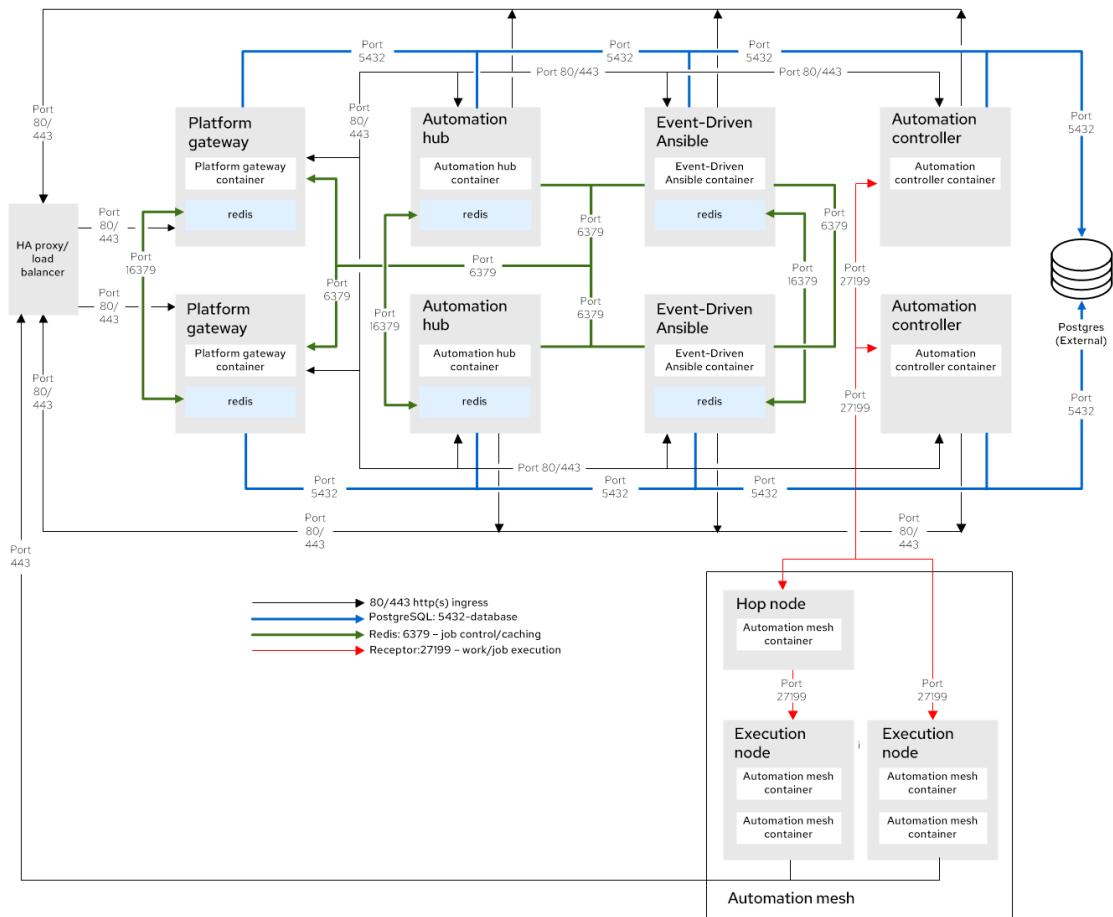 Port
5432
Port
5432
Port
5432
Port 80/443
Port 80/443
Port
80/
443
Port
80/
443
Port
5432
Platform
gateway
Platform gateway
container
redis
Automation
hub
Automation hub
container
redis
Event-Driven
Ansible
Event-Driven
Ansible container
redis
Automation
controller
Automation
controller container
HA proxy/
load
balancer
Port
80/
443
Port
16379
Port
6379
Port
6379
Port
6379
Port
6379
Port
16379
Port
27199
Port
80/
443
Port
6379
Port
16379
Platform
gateway
Platform gateway
container
redis
Automation
hub
Automation hub
container
redis
Event-Driven
Ansible
Event-Driven
Ansible container
redis
Automation
controller
Automation
controller container
Postgres
(External)
Port
80/
443
Port
27199
Port
5432
Port 80/443
Port
5432
Port
5432
Port
5432
Port
80/
443
Port
80/
443
Port
443
80/443 http(s) ingress
PostgreSQL: 5432-database
Redis: 6379 – job control/caching
Receptor:27199 – work/job execution
Hop node
Automation mesh
container
Port
27199
Port
27199
Execution
node
Automation mesh
container
Automation mesh
container
i
Execution
node
Automation mesh
container
Automation mesh
container
Automation mesh